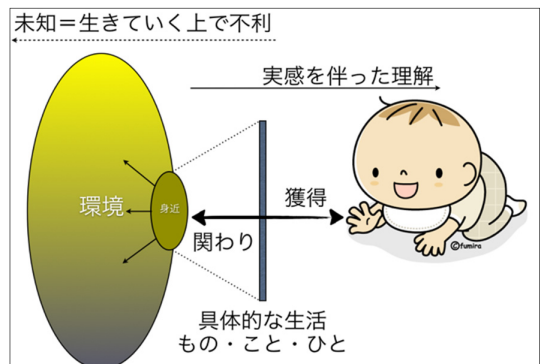 未知＝生きていく上で不利
実感を伴った理解
環境
身近
獲得
関わり
©fumira
具体的な生活
もの・こと・ひと